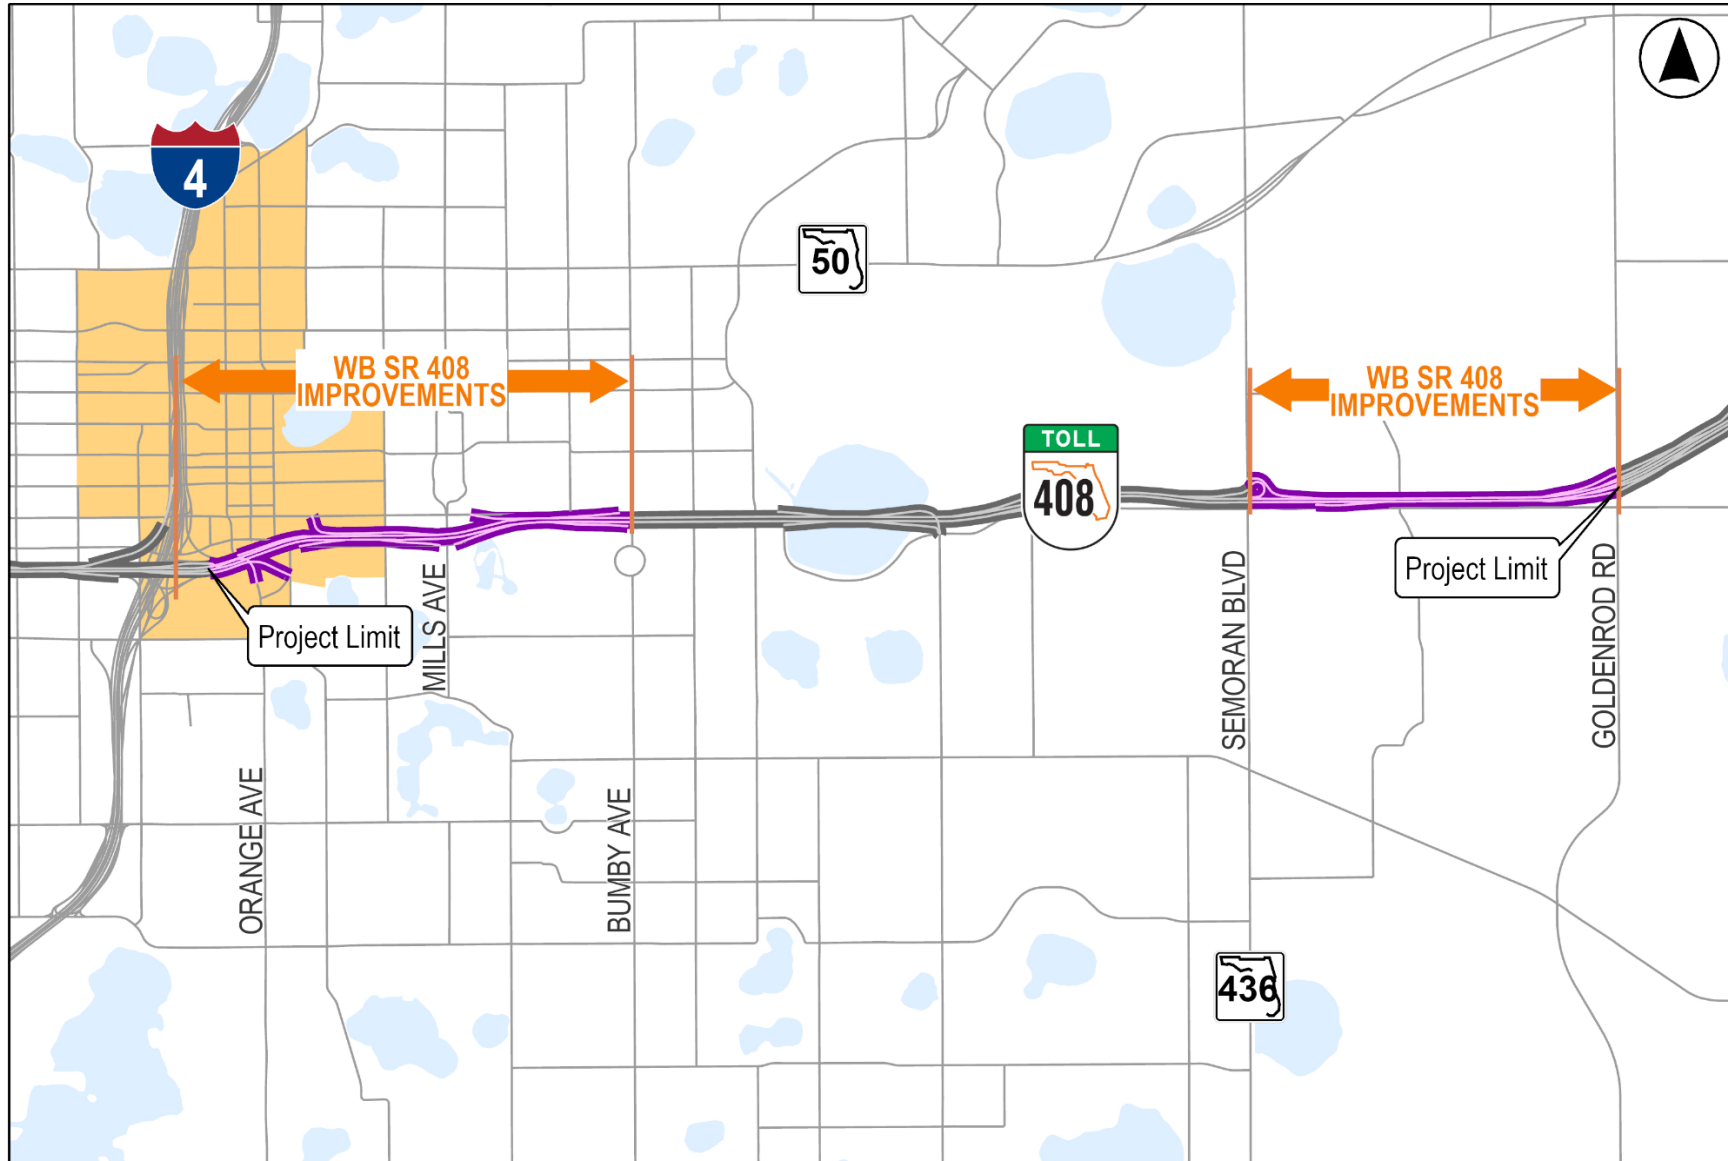 4
50
WB SR 408
IMPROVEMENTS
WB SR 408
IMPROVEMENTS
TOLL
408
Project Limit
Project Limit
MILLS AVE
SEMORAN BLVD
GOLDENROD RD
ORANGE AVE
BUMBY AVE
436